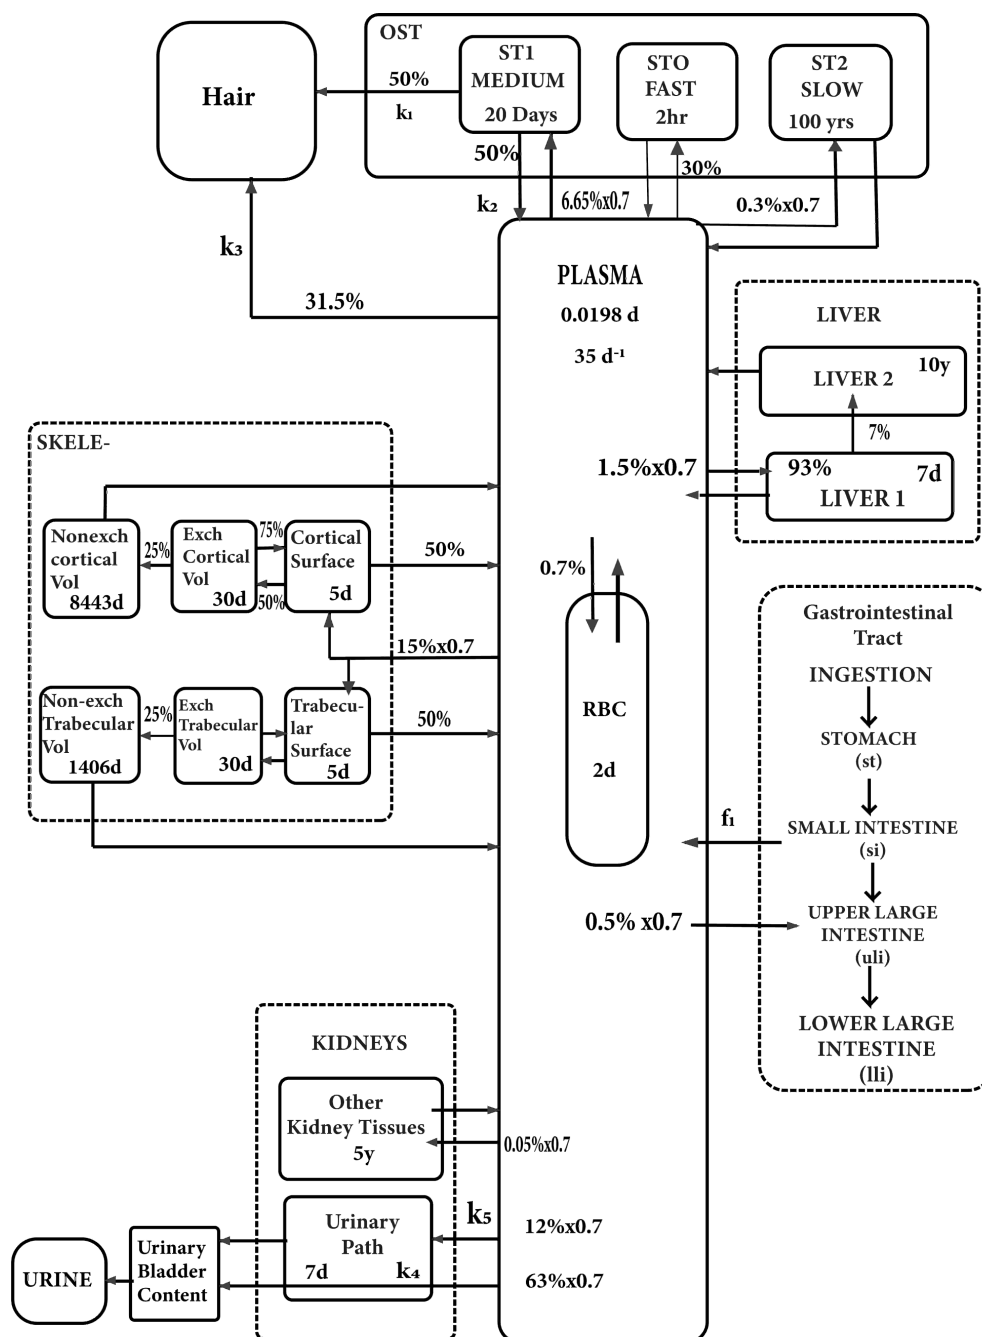 OST
Hair
50%
k₁
ST1
MEDIUM
20 Days
STO
FAST
2hr
ST2
SLOW
100 yrs
50%
k₂
6.65%x0.7
30%
0.3%x0.7
k₃
31.5%
PLASMA
0.0198 d
35 d⁻¹
LIVER
LIVER 2
10y
7%
1.5%x0.7
93%
7d
LIVER 1
SKELE-
Nonexch
cortical
Vol
8443d
25%
Exch
Cortical
Vol
30d
75%
50%
Cortical
Surface
5d
50%
15%x0.7
Non-exch
Trabecular
Vol
1406d
25%
Exch
Trabecular
Vol
30d
Trabecu-
lar
Surface
5d
50%
0.7%
RBC
2d
Gastrointestinal
Tract
INGESTION
STOMACH
(st)
f₁
SMALL INTESTINE
(si)
0.5% x0.7
UPPER LARGE
INTESTINE
(uli)
LOWER LARGE
INTESTINE
(lli)
KIDNEYS
Other
Kidney Tissues
5y
0.05%x0.7
k₅
12%x0.7
Urinary
Path
7d
k₄
63%x0.7
Urinary
Bladder
Content
URINE